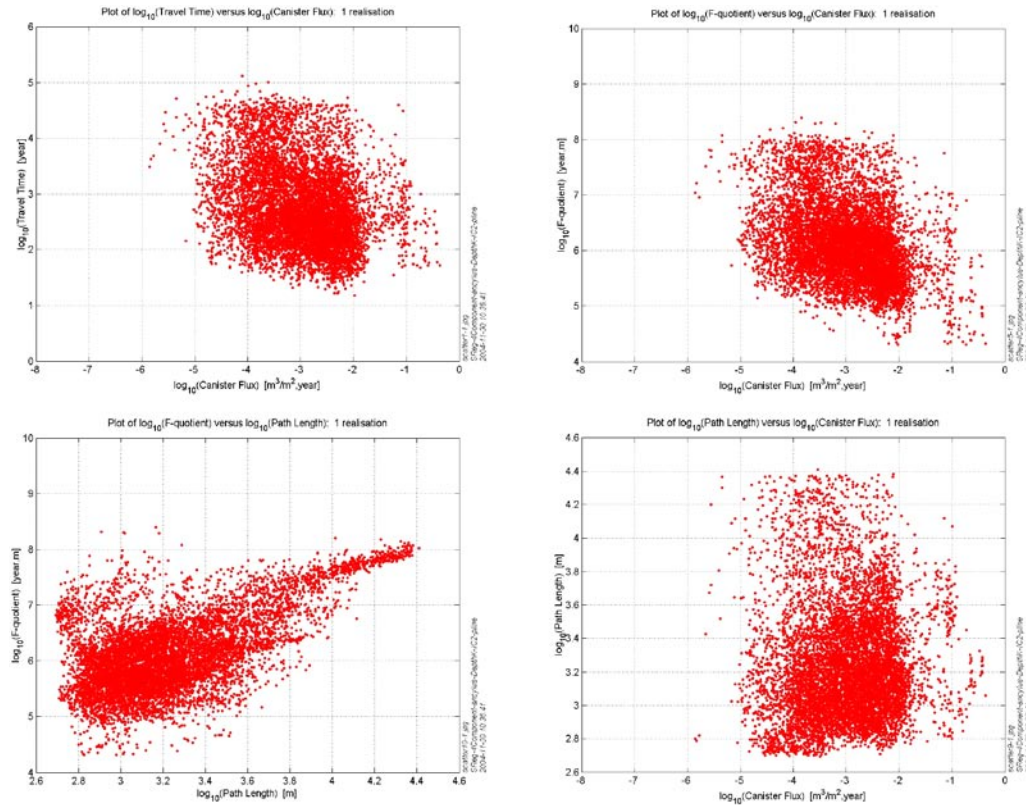 Plot of log10(Travel Time) versus log10(Canister Flux): 1 realisation
6
5
4
3
2
1
0
log10(Travel Time) [year]
-8 -7 -6 -5 -4 -3 -2 -1 0
log10(Canister Flux) [m3/m2,year]
2004-11-30 10:36:41
Plot of log10(F-quotient) versus log10(Canister Flux): 1 realisation
10
9
8
7
6
5
4
log10(F-quotient) [year.m]
-8 -7 -6 -5 -4 -3 -2 -1 0
log10(Canister Flux) [m3/m2,year]
Plot of log10(F-quotient) versus log10(Path Length): 1 realisation
10
9
8
7
6
5
4
log10(F-quotient) [year.m]
2.6 2.8 3 3.2 3.4 3.6 3.8 4 4.2 4.4 4.6
log10(Path Length) [m]
Plot of log10(Path Length) versus log10(Canister Flux): 1 realisation
4.6
4.4
4.2
4
3.8
3.6
3.4
3.2
3
2.8
2.6
log10(Path Length) [m]
-8 -7 -6 -5 -4 -3 -2 -1 0
log10(Canister Flux) [m3/m2,year]